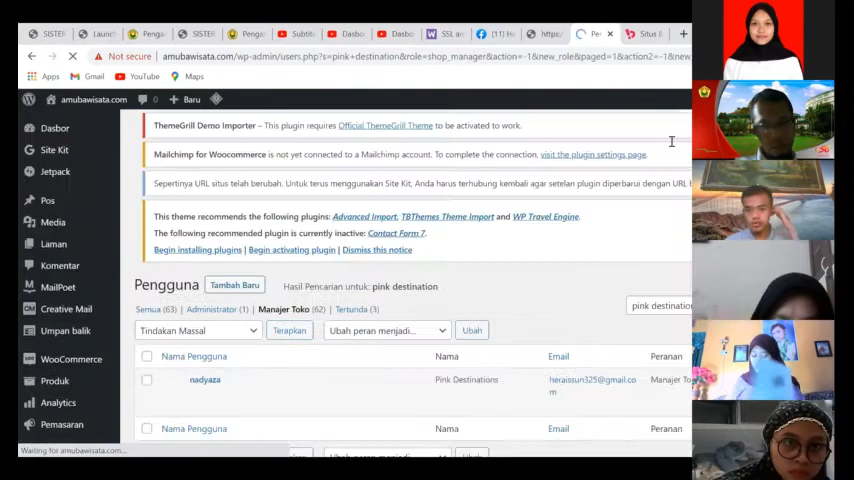 SISTEF
Launch
Penga
SISTEF
Penga
Subtitle
Dasbo
Dasbo
SSL an
(11) Ha
https:/
Pe
Situs B
Not secure
amubawisata.com/wp-admin/users.php?s=pink+destination&role=shop_manager&action=-1&new_role&paged=1&action2=-1&new_
Apps
Gmail
YouTube
Maps
amubawisata.com
0
+ Baru
Dasbor
Site Kit
Jetpack
Pos
Media
Laman
Komentar
MailPoet
Creative Mail
Umpan balik
WooCommerce
Produk
Analytics
Pemasaran
ThemeGrill Demo Importer – This plugin requires Official ThemeGrill Theme to be activated to work.
Mailchimp for Woocommerce is not yet connected to a Mailchimp account. To complete the connection, visit the plugin settings page.
Sepertinya URL situs telah berubah. Untuk terus menggunakan Site Kit, Anda harus terhubung kembali agar setelan plugin diperbarui dengan URL b
This theme recommends the following plugins: Advanced Import, TBThemes Theme Import and WP Travel Engine.
The following recommended plugin is currently inactive: Contact Form 7.
Begin installing plugins | Begin activating plugin | Dismiss this notice
Pengguna
Tambah Baru
Hasil Pencarian untuk: pink destination
Semua (63) | Administrator (1) | Manajer Toko (62) | Tertunda (3)
pink destination
Tindakan Massal
Terapkan
Ubah peran menjadi...
Ubah
Nama Pengguna
Nama
Email
Peranan
nadyaza
Pink Destinations
heraissun325@gmail.co
m
Manajer To
Nama Pengguna
Nama
Email
Peranan
Waiting for amubawisata.com...